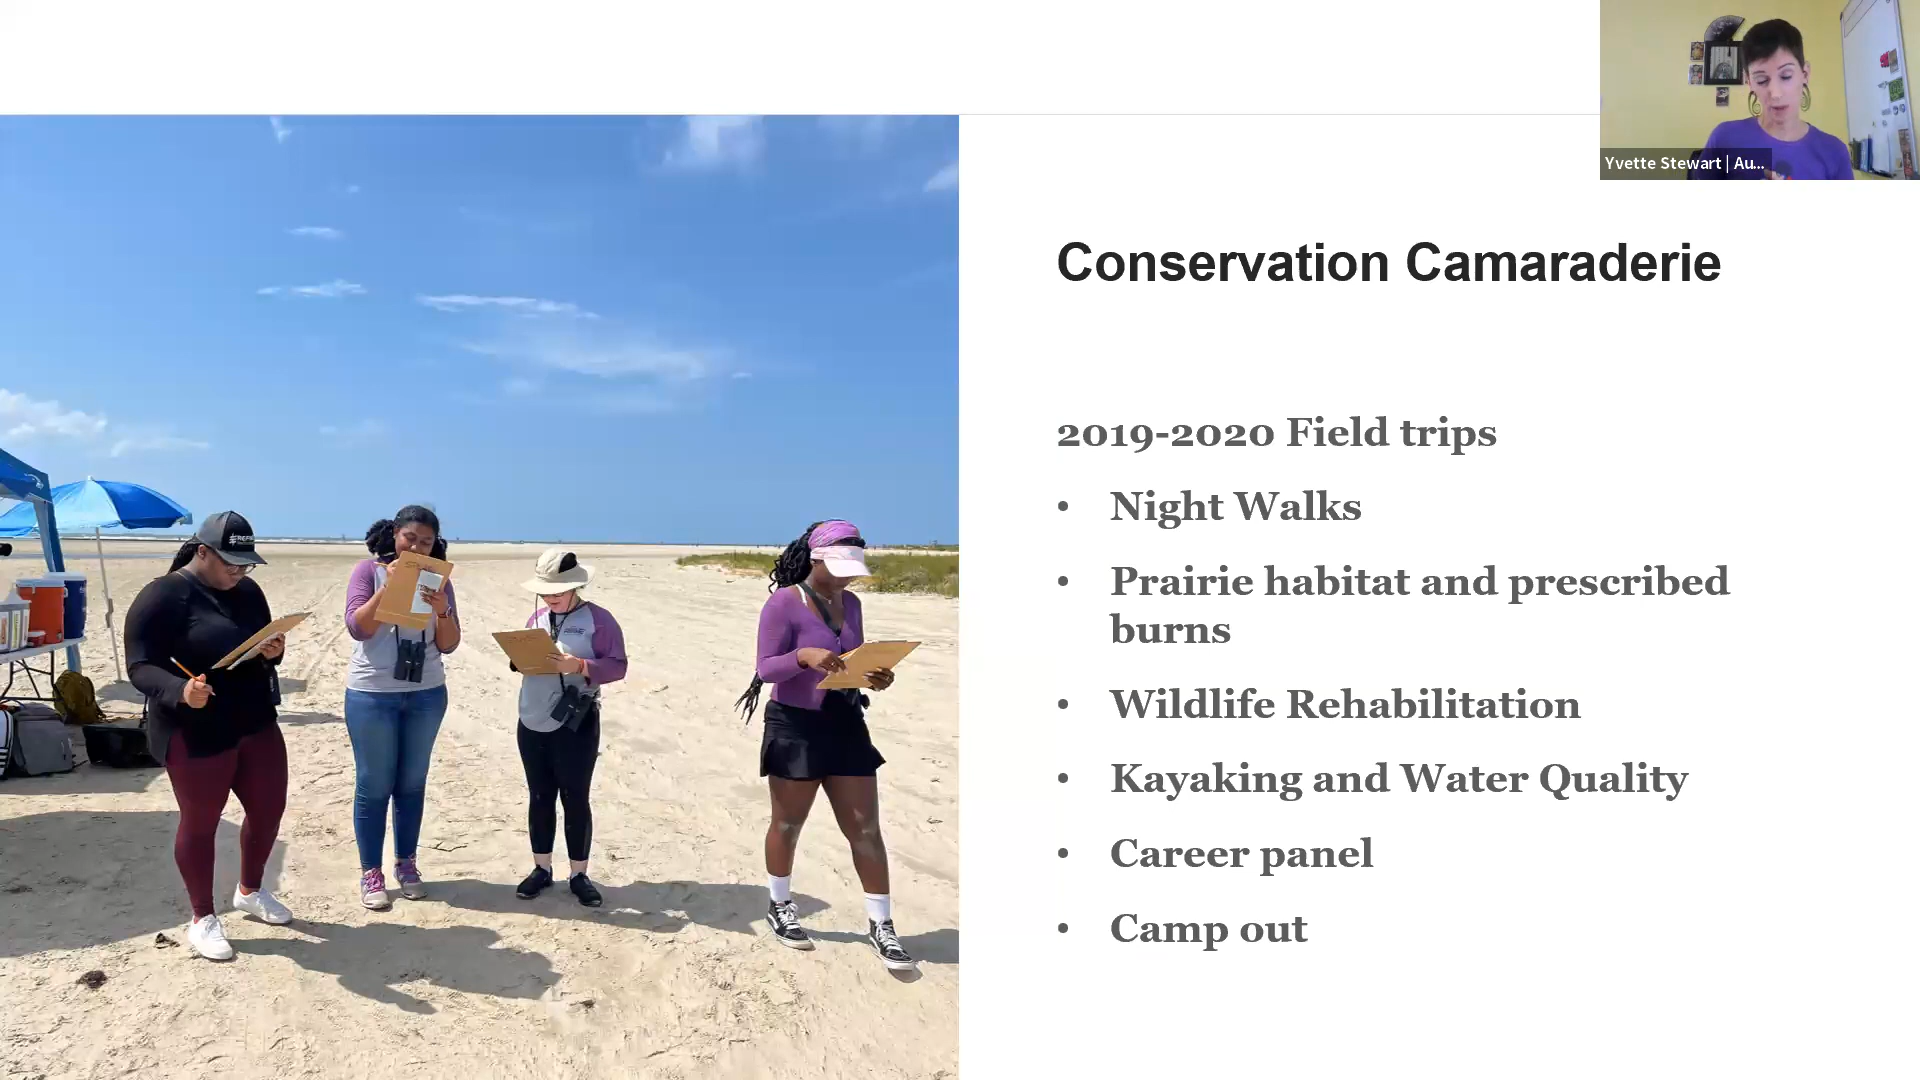 Yvette Stewart | Au...
Conservation Camaraderie
2019-2020 Field trips
• Night Walks
• Prairie habitat and prescribed
burns
• Wildlife Rehabilitation
• Kayaking and Water Quality
• Career panel
• Camp out